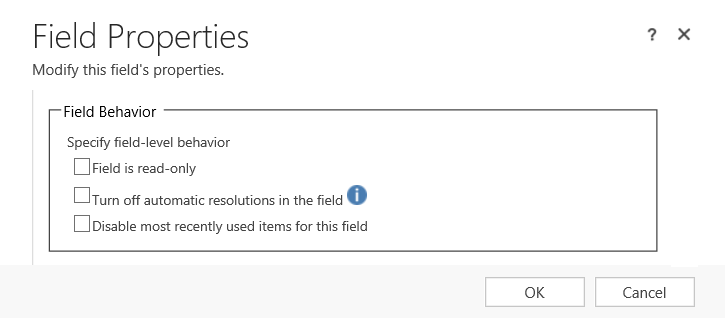 Field Properties
?
Modify this field's properties.
Field Behavior
Specify field-level behavior
Field is read-only
Turn off automatic resolutions in the field
Disable most recently used items for this field
OK
Cancel